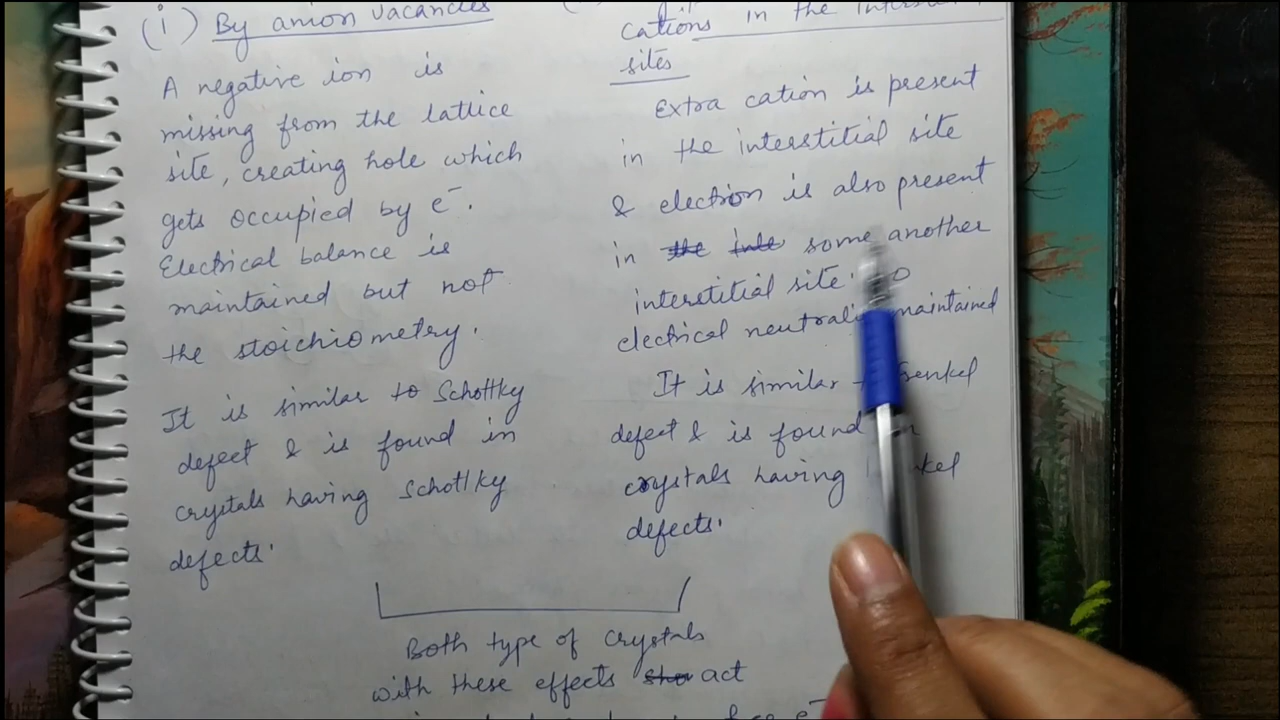 (i) By anion vacancies
A negative ion is
missing from the lattice
site, creating hole which
gets occupied by e⁻.
Electrical balance is
maintained but not
the stoichiometry.
It is similar to Schottky
defect & is found in
crystals having Schottky
defects.
cations in the
sites
Extra cation is present
in the interstitial site
& electron is also present
in some another
interstitial site
electrical maintained
It is similar
defect & is found
crystals having
defects.
Both type of crystals
with these effects act